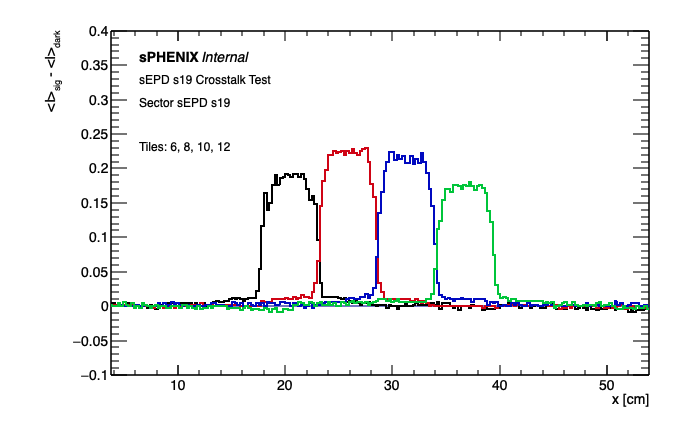 <I>sig - <I>dark
0.4
0.35
0.3
0.25
0.2
0.15
0.1
0.05
0
−0.05
−0.1
sPHENIX Internal
sEPD s19 Crosstalk Test
Sector sEPD s19
Tiles: 6, 8, 10, 12
10 20 30 40 50
x [cm]